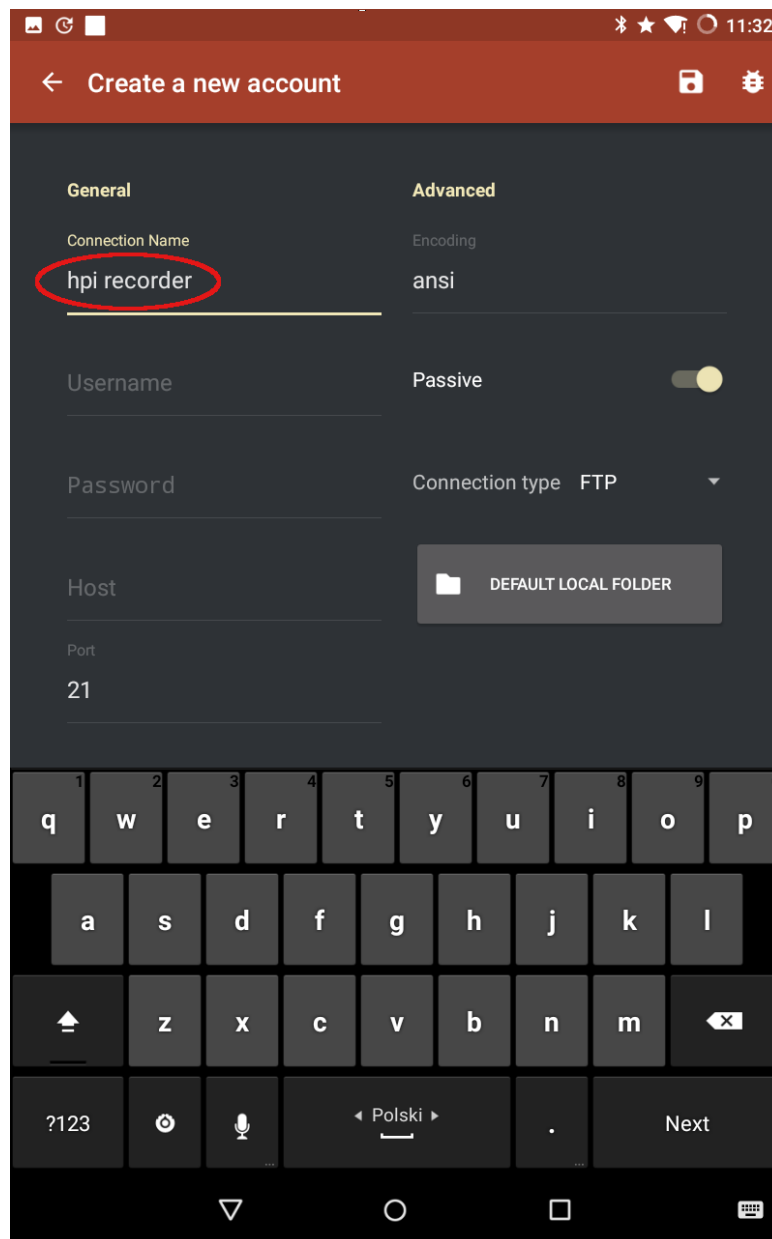 11:32
Create a new account
General
Connection Name
hpi recorder
Username
Password
Host
Port
21
Advanced
Encoding
ansi
Passive
Connection type FTP
DEFAULT LOCAL FOLDER
1 2 3 4 5 6 7 8 9
q w e r t y u i o p
a s d f g h j k l
z x c v b n m
?123 Polski . Next